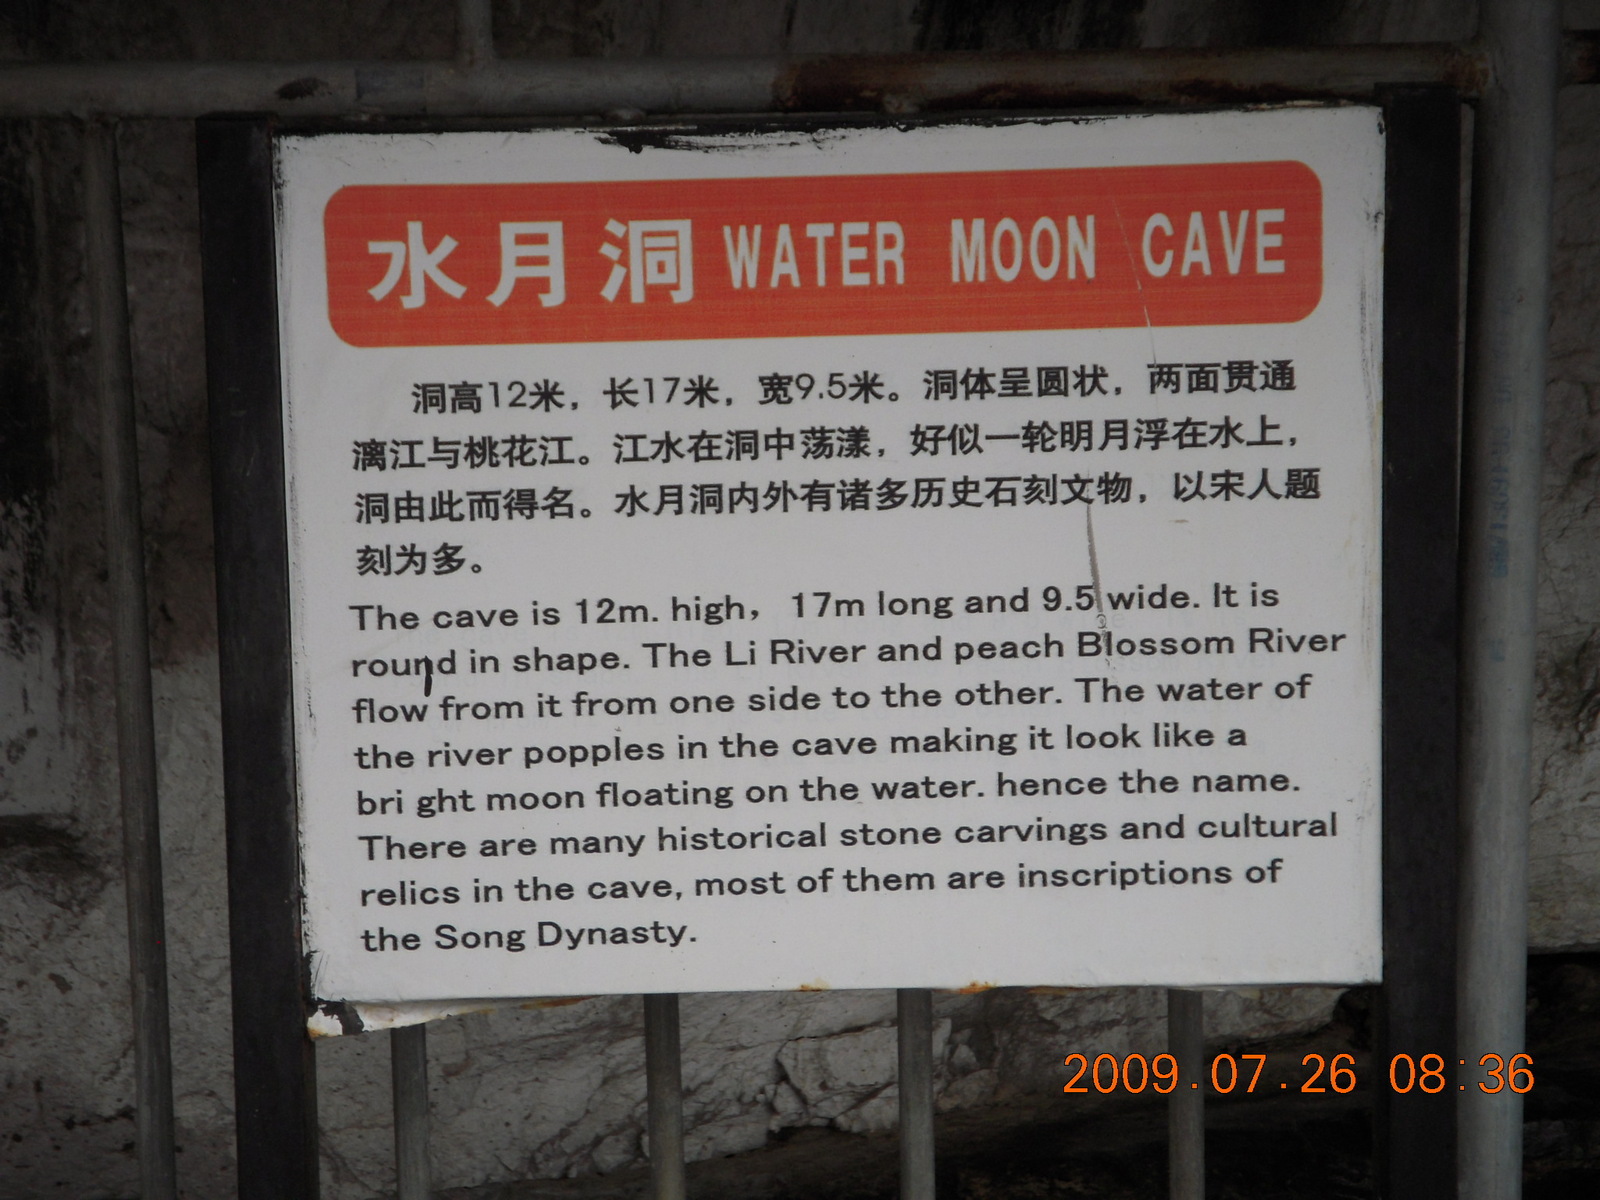 水月洞 WATER MOON CAVE
洞高12米，长17米，宽9.5米。洞体呈圆状，两面贯通
漓江与桃花江。江水在洞中荡漾，好似一轮明月浮在水上，
洞由此而得名。水月洞内外有诸多历史石刻文物，以宋人题
刻为多。
The cave is 12m. high， 17m long and 9.5 wide. It is
round in shape. The Li River and peach Blossom River
flow from it from one side to the other. The water of
the river popples in the cave making it look like a
bri ght moon floating on the water. hence the name.
There are many historical stone carvings and cultural
relics in the cave, most of them are inscriptions of
the Song Dynasty.
2009.07.26 08:36